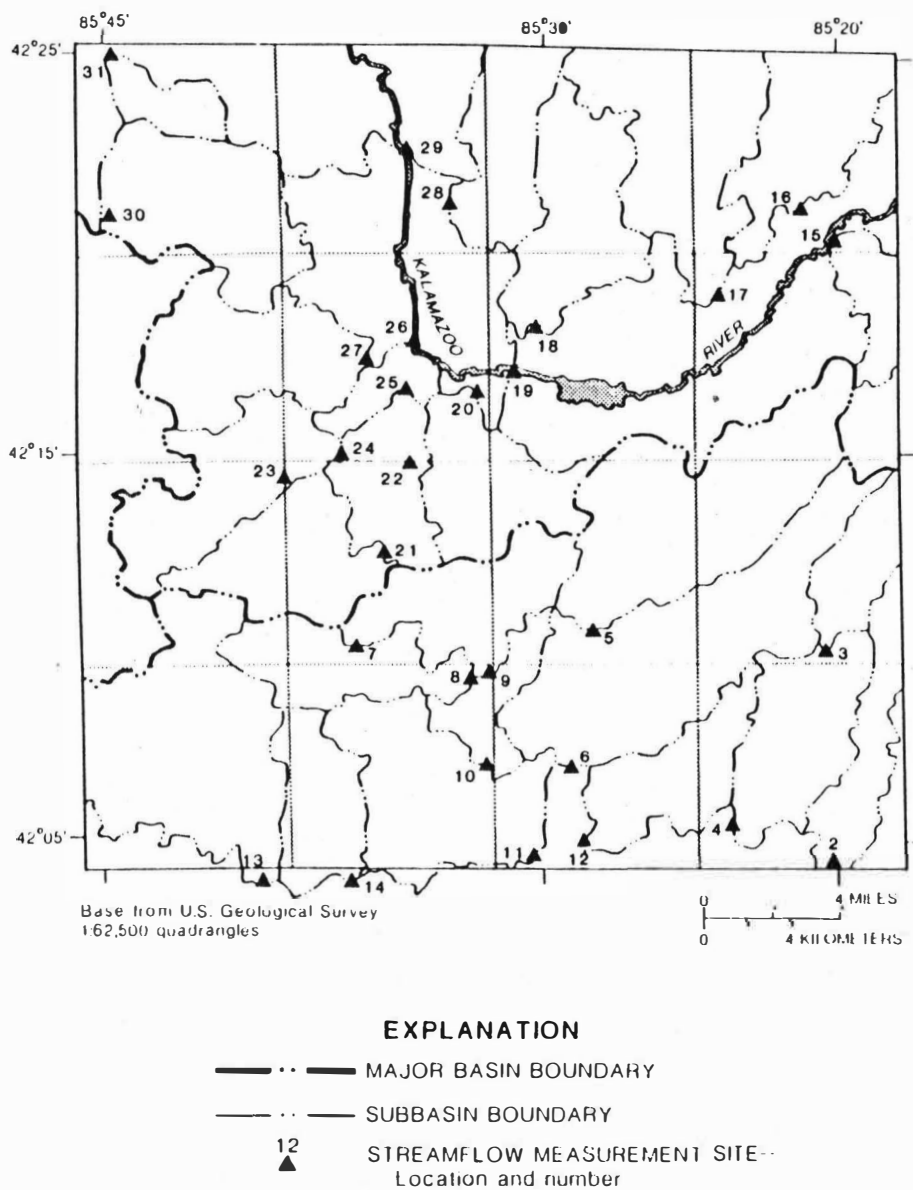 85°45' 85°30' 85°20'
42°25'
31
29
28
16
30
15
KALAMAZOO
17
26
18
RIVER
27
25
19
20
24
42°15'
23
22
21
5
7
3
8 9
10 6
4
42°05'
11 12 2
13
14
0 4 MILES
Base from U.S. Geological Survey
1:62,500 quadrangles
0 4 KILOMETERS
EXPLANATION
MAJOR BASIN BOUNDARY
SUBBASIN BOUNDARY
12
STREAMFLOW MEASUREMENT SITE--
Location and number